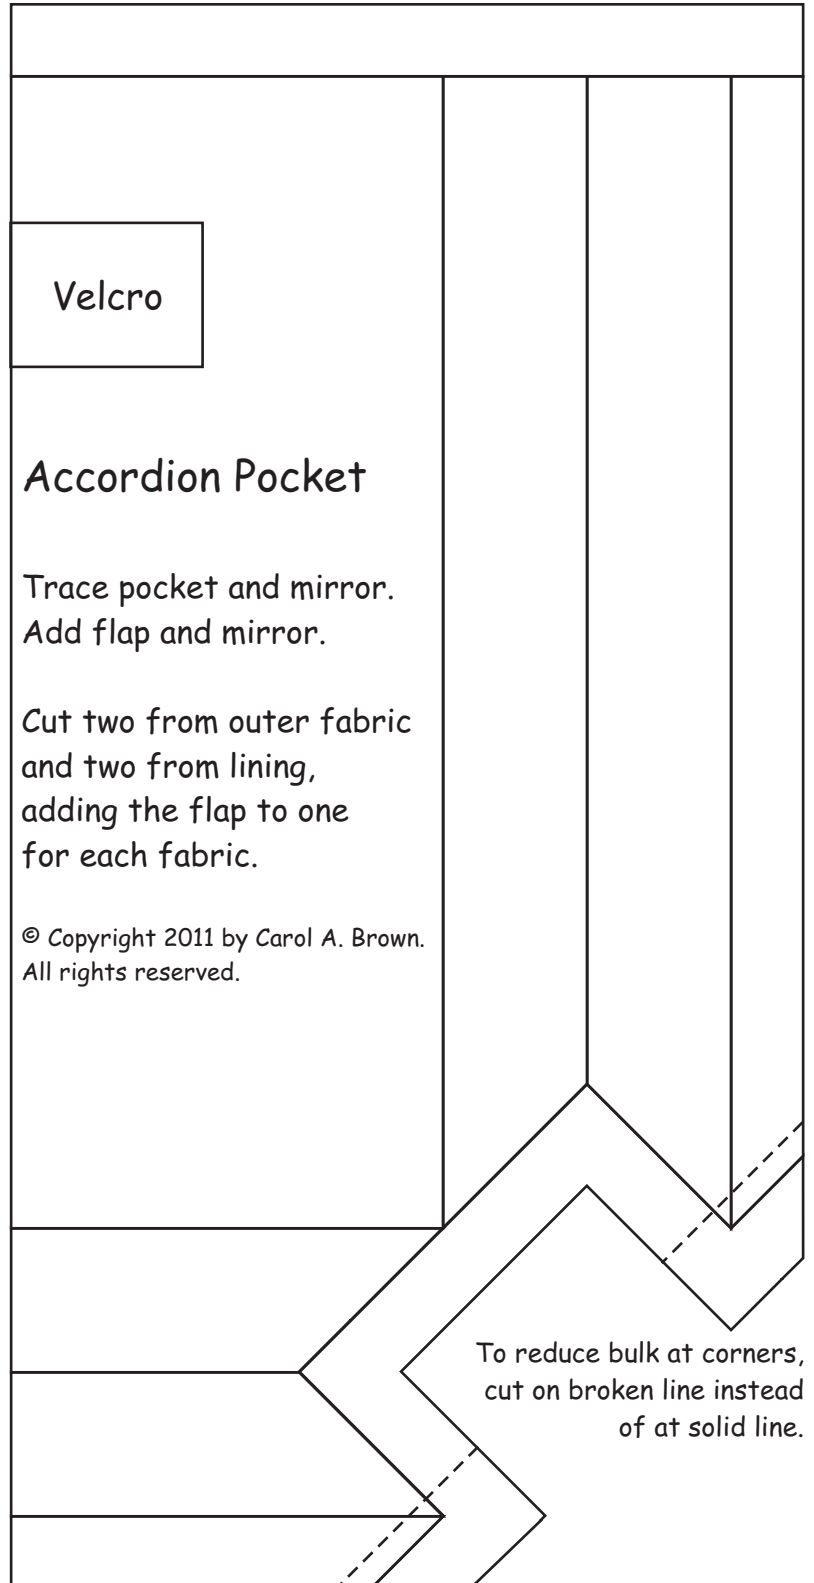 Velcro
Accordion Pocket
Trace pocket and mirror.
Add flap and mirror.
Cut two from outer fabric
and two from lining,
adding the flap to one
for each fabric.
© Copyright 2011 by Carol A. Brown.
All rights reserved.
To reduce bulk at corners,
cut on broken line instead
of at solid line.